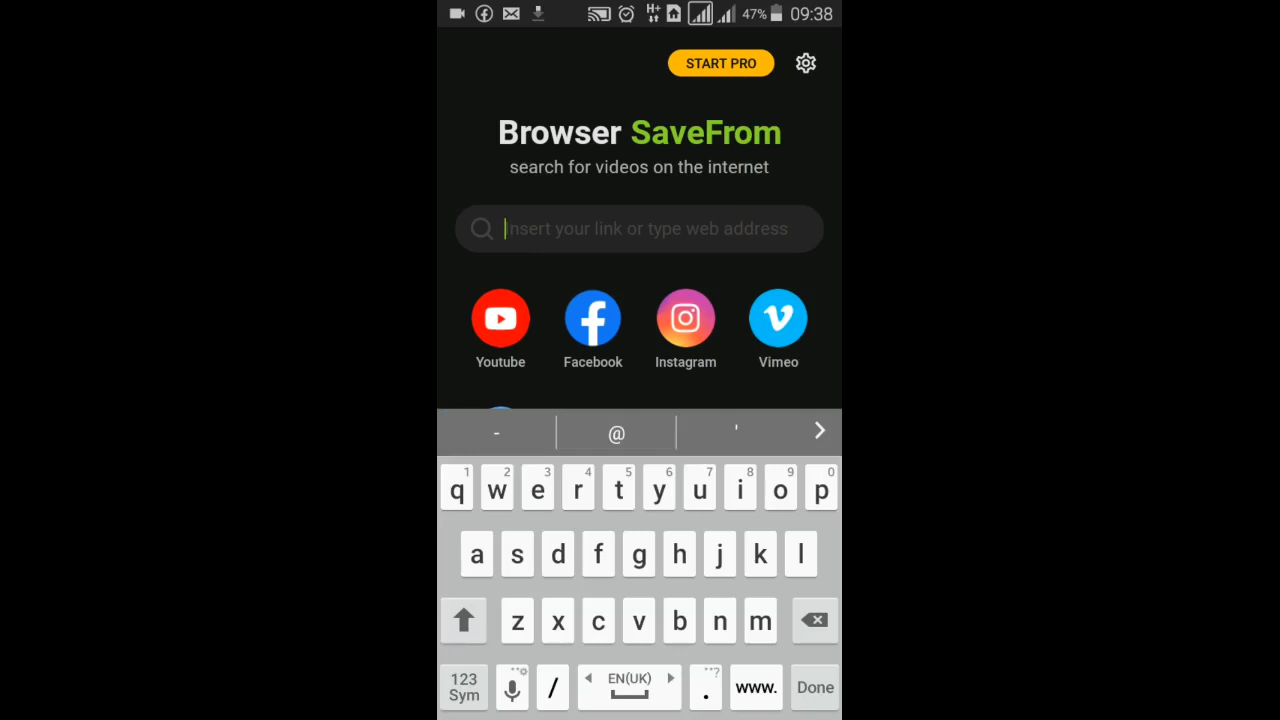 H+ 47% 09:38
START PRO
Browser SaveFrom
search for videos on the internet
Insert your link or type web address
Youtube Facebook Instagram Vimeo
- @ '
1 2 3 4 5 6 7 8 9 0
q w e r t y u i o p
a s d f g h j k l
z x c v b n m
123 Sym / EN(UK) . www. Done